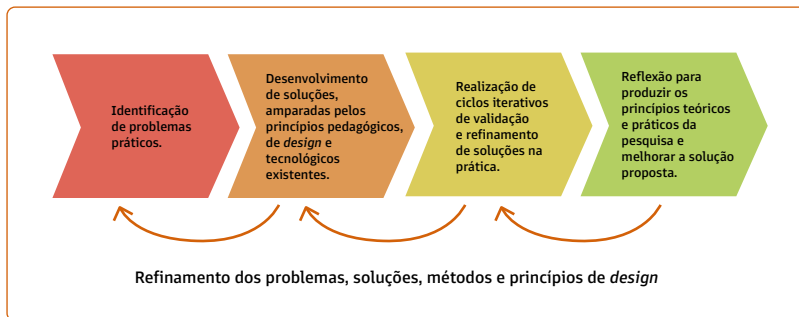 Identificação
de problemas
práticos.
Desenvolvimento
de soluções,
amparadas pelos
princípios pedagógicos,
de design e
tecnológicos
existentes.
Realização de
ciclos iterativos
de validação
e refinamento
de soluções na
prática.
Reflexão para
produzir os
princípios teóricos
e práticos da
pesquisa e
melhorar a solução
proposta.
Refinamento dos problemas, soluções, métodos e princípios de design